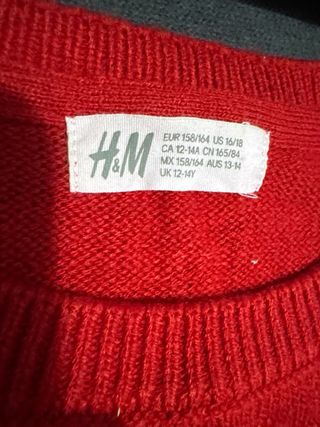 H&M
EUR 158/164 US 16/18
CA 12-14A CN 165/84
MX 158/164 AUS 13-14
UK 12-14Y